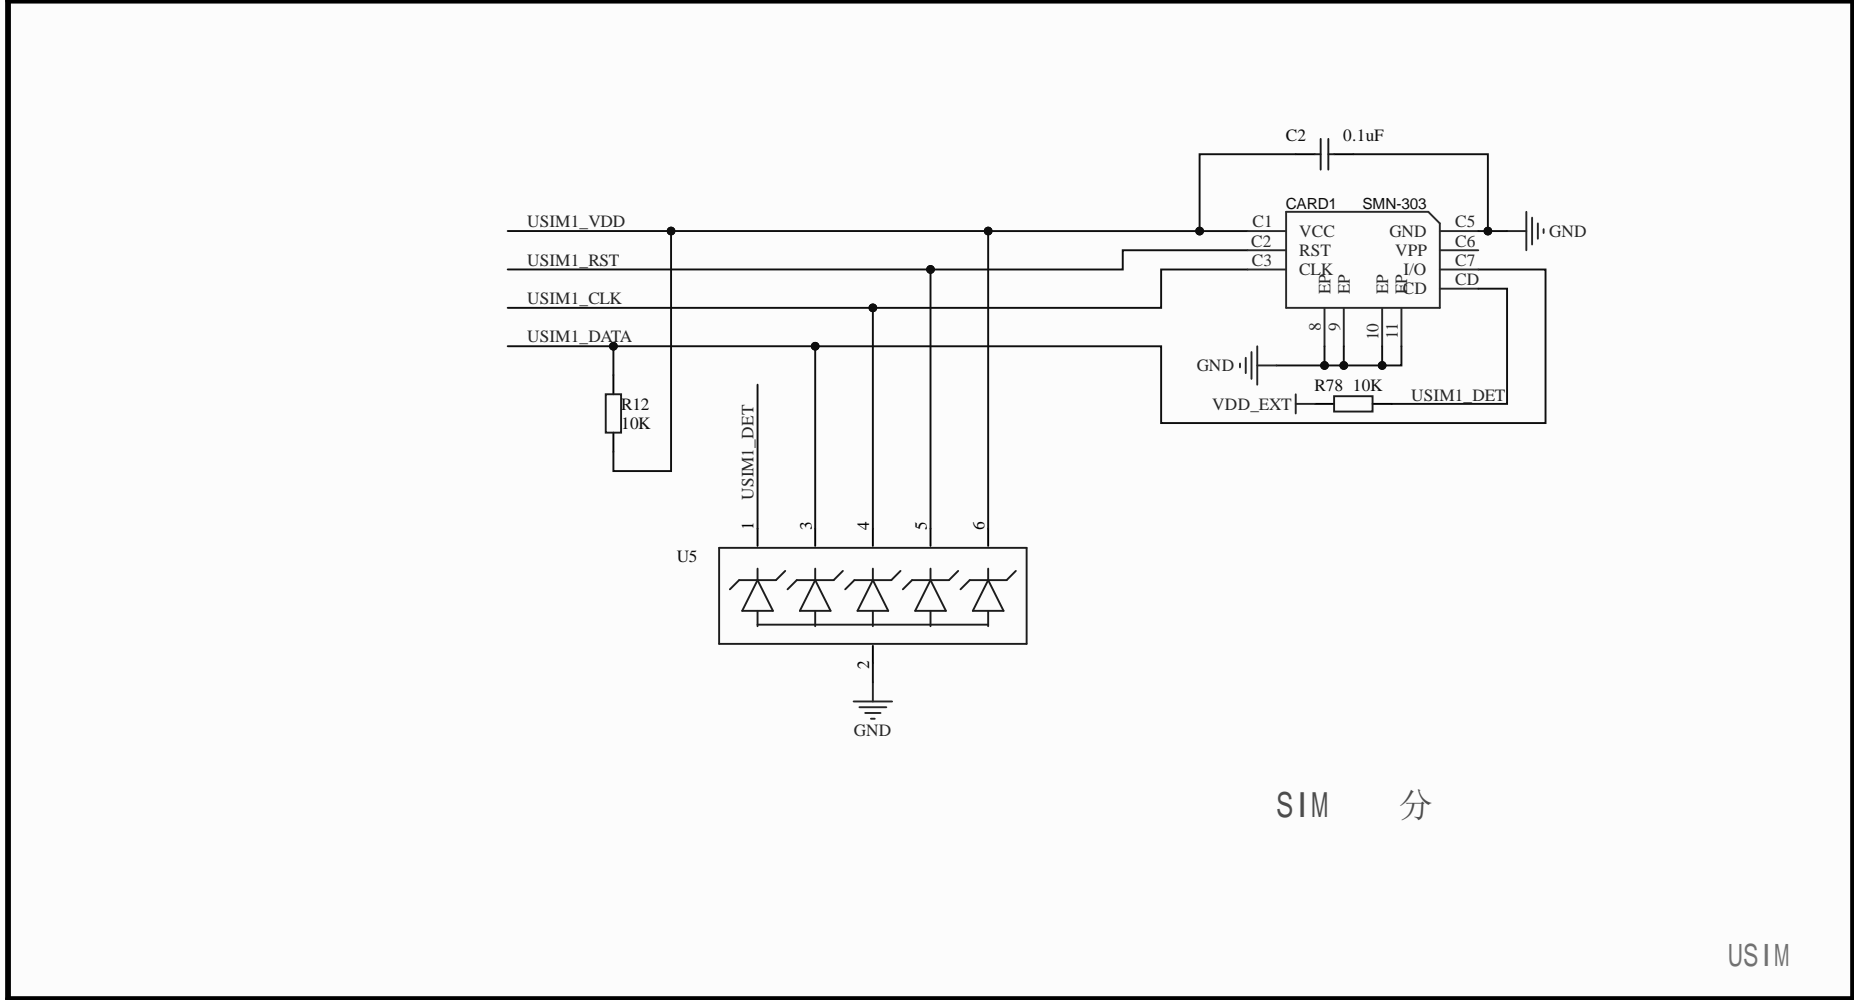 C2 0.1uF
CARD1 SMN-303
USIM1_VDD
C1 VCC GND C5 GND
C2 RST VPP C6
USIM1_RST
C3 CLK I/O C7
EP EP EP EP CD CD
USIM1_CLK
8 9 10 11
USIM1_DATA
GND
R78 10K
VDD_EXT USIM1_DET
R12
10K
USIM1_DET
1 3 4 5 6
U5
2
GND
SIM 分
USIM